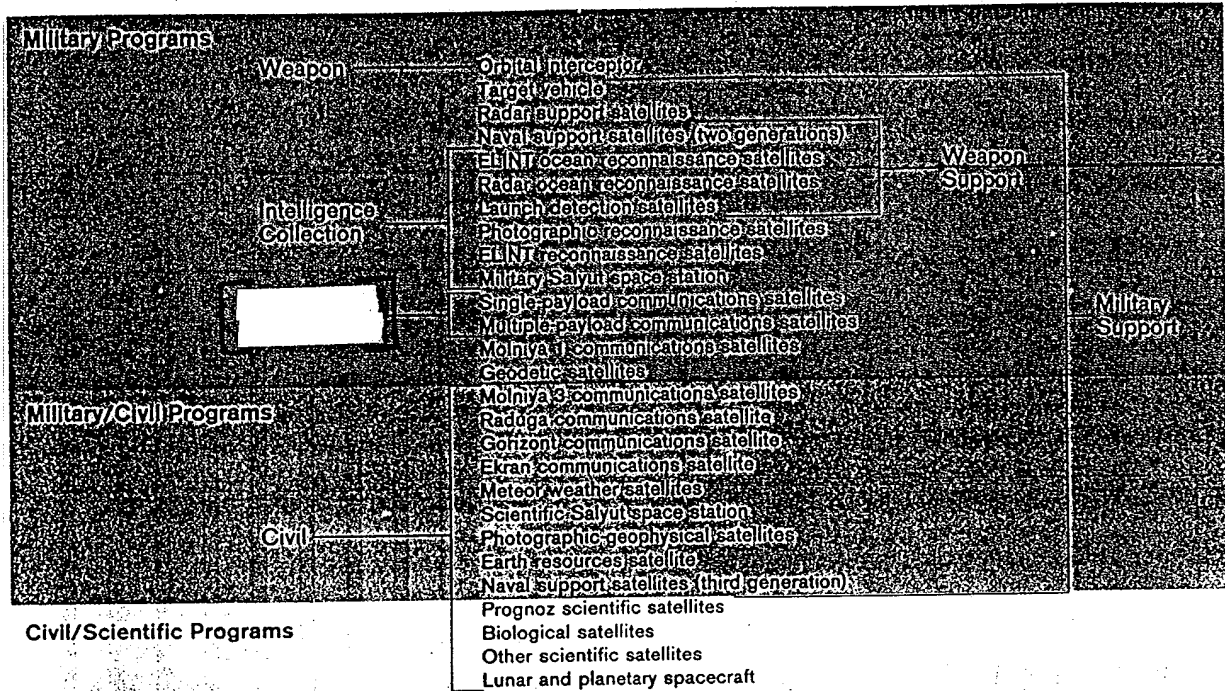 Military Programs
Weapon
Orbital interceptor
Target vehicle
Radar support satellites
Naval support satellites (two generations)
ELINT ocean reconnaissance satellites
Weapon
Support
Radar ocean reconnaissance satellites
Intelligence
Collection
Launch detection satellites
Photographic reconnaissance satellites
ELINT reconnaissance satellites
Military Salyut space station
Single-payload communications satellites
Military
Support
Multiple-payload communications satellites
Molniya 1 communications satellites
Geodetic satellites
Military/Civil Programs
Molniya 3 communications satellites
Raduga communications satellite
Gorizont communications satellite
Ekran communications satellite
Meteor weather satellites
Scientific Salyut space station
Civil
Photographic-geophysical satellites
Earth resources satellite
Naval support satellites (third generation)
Civil/Scientific Programs
Prognoz scientific satellites
Biological satellites
Other scientific satellites
Lunar and planetary spacecraft